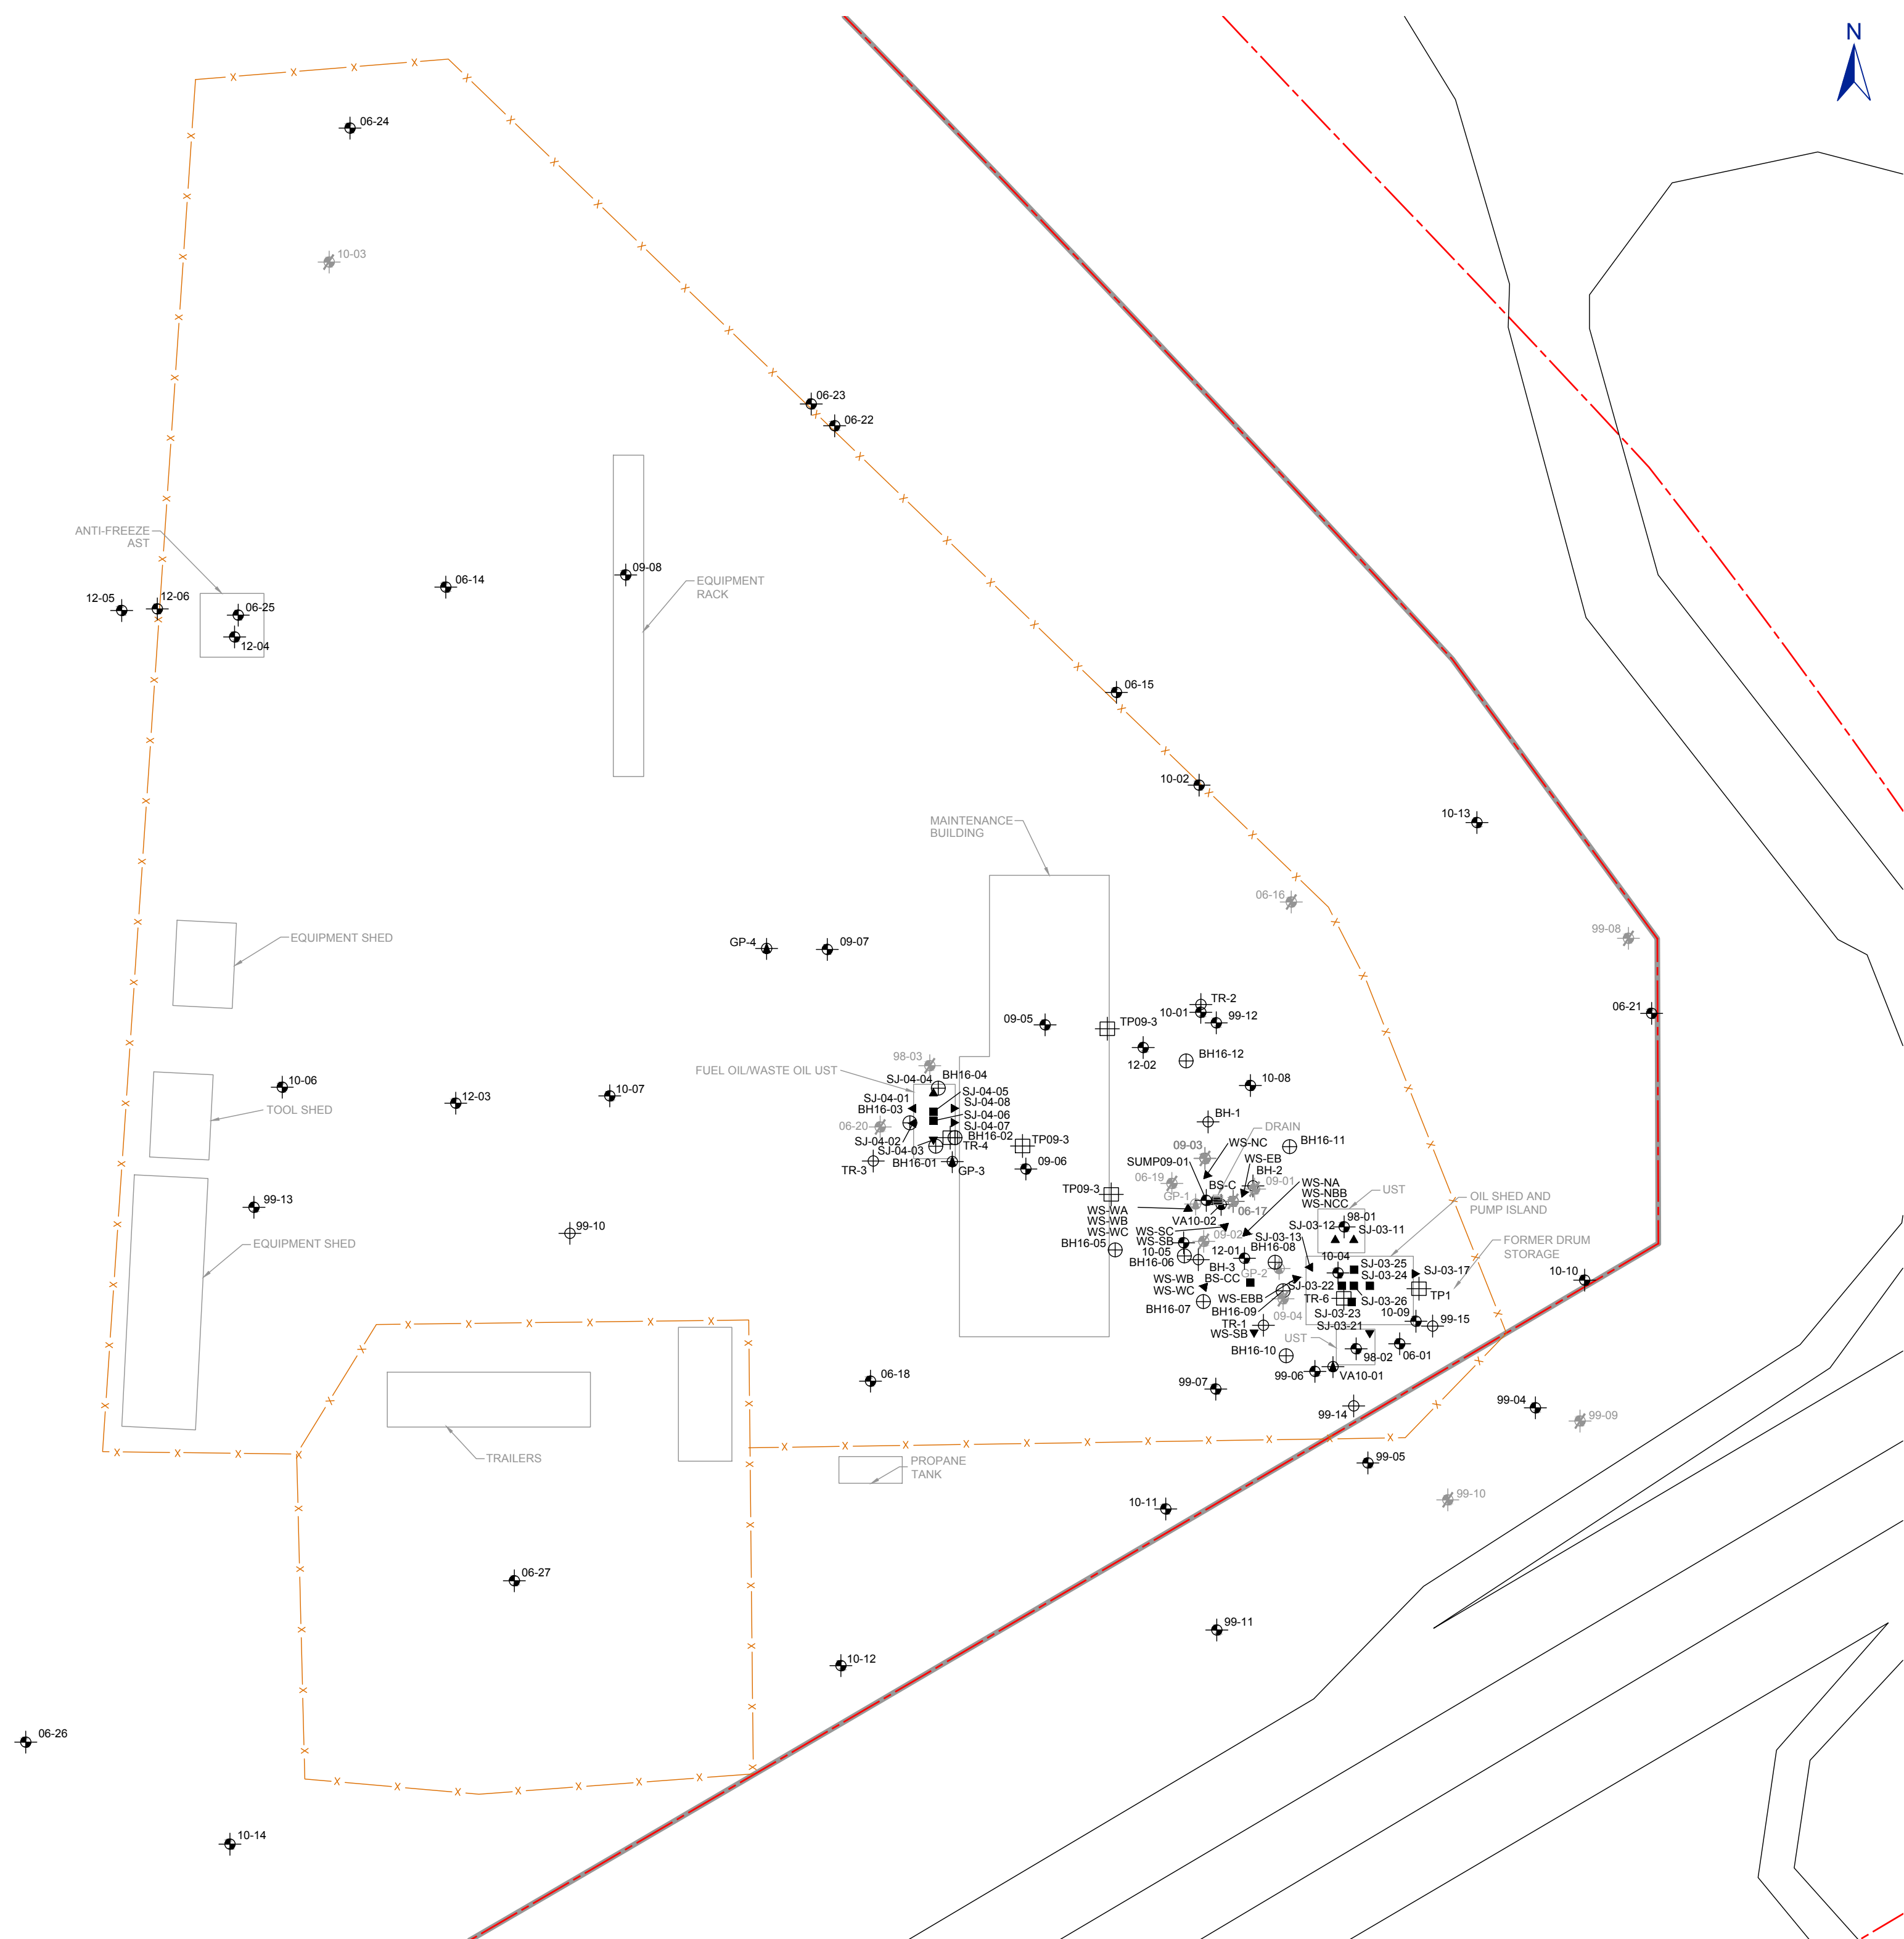 N
06-24
10-03
06-23
06-22
ANTI-FREEZE
AST
06-14
09-08
EQUIPMENT
RACK
12-05
12-06
06-25
12-04
06-15
10-02
10-13
MAINTENANCE
BUILDING
06-16
EQUIPMENT SHED
GP-4
09-07
99-08
TR-2
10-01
99-12
06-21
09-05
TP09-3
12-02
BH16-12
98-03
FUEL OIL/WASTE OIL UST
SJ-04-04
BH16-04
10-08
10-06
10-07
12-03
SJ-04-05
SJ-04-01
SJ-04-08
BH16-03
SJ-04-06
TOOL SHED
06-20
SJ-04-07
BH-1
DRAIN
BH16-02
SJ-04-02
TR-4
TP09-3
SJ-04-03
BH16-01
TR-3
GP-3
09-06
09-03
WS-NC
BH16-11
SUMP09-01
WS-EB
BH-2
06-19
09-01
TP09-3
GP-1
BS-C
WS-NA
WS-NBB
WS-NCC
UST
OIL SHED AND
PUMP ISLAND
99-13
WS-WA
WS-WB
WS-WC
VA10-02
06-17
98-01
SJ-03-12
SJ-03-11
99-10
WS-SC
WS-SB
09-02
SJ-03-13
EQUIPMENT SHED
BH16-05
10-05
BH16-06
12-01
BH16-08
FORMER DRUM
STORAGE
BH-3
GP-2
10-04
SJ-03-25
SJ-03-24
SJ-03-17
10-10
WS-WB
WS-WC
BS-CC
SJ-03-22
TP1
WS-EBB
TR-6
SJ-03-26
BH16-07
BH16-09
09-04
SJ-03-23
10-09
TR-1
WS-SB
SJ-03-21
99-15
UST
BH16-10
98-02
06-01
06-18
99-07
99-06
VA10-01
99-14
99-04
99-09
TRAILERS
PROPANE
TANK
99-05
99-10
10-11
06-27
99-11
10-12
06-26
10-14